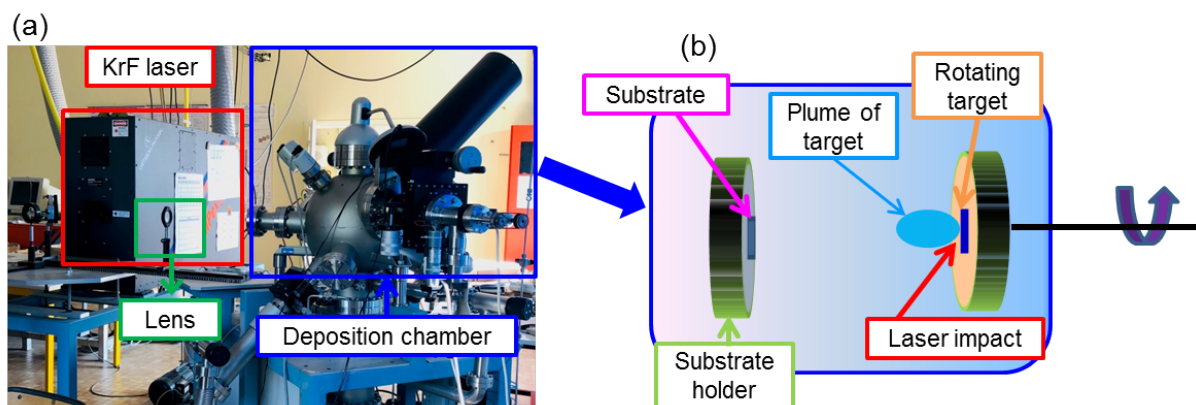 (a)
KrF laser
Lens
Deposition chamber
(b)
Substrate
Plume of
target
Rotating
target
Laser impact
Substrate
holder